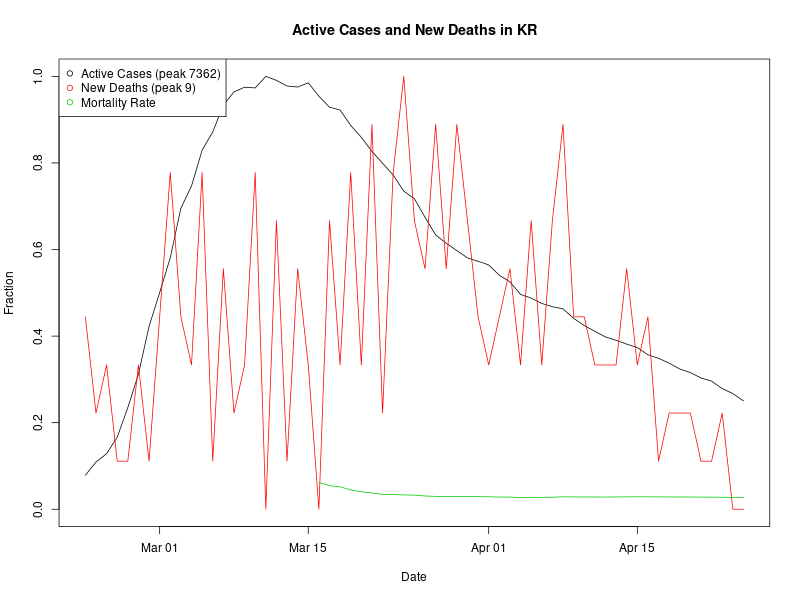 Active Cases and New Deaths in KR
Active Cases (peak 7362)
New Deaths (peak 9)
Mortality Rate
1.0
0.8
0.6
0.4
0.2
0.0
Fraction
Mar 01
Mar 15
Apr 01
Apr 15
Date